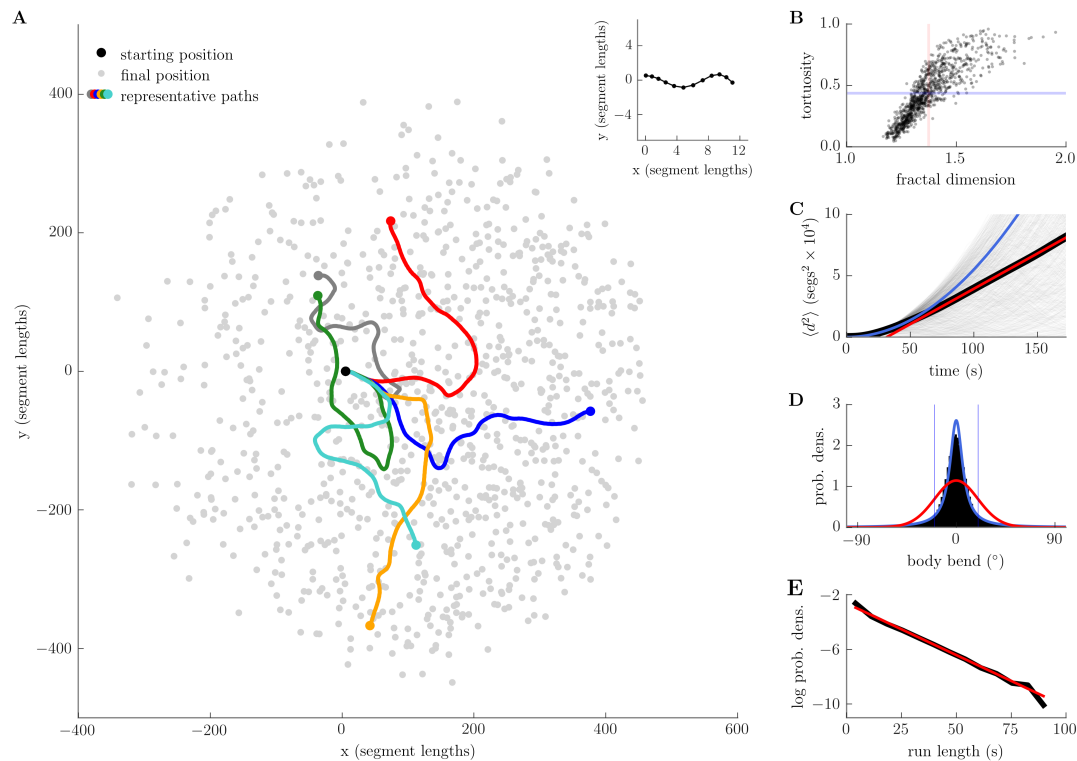 A
starting position
final position
representative paths
400
200
0
−200
−400
y (segment lengths)
−400
−200
0
200
400
600
x (segment lengths)
4
0
−4
y (segment lengths)
0
4
8
12
x (segment lengths)
B
1.0
0.5
0.0
tortuosity
1.0
1.5
2.0
fractal dimension
C
10
5
0
⟨d²⟩ (segs² × 10⁴)
0
50
100
150
time (s)
D
3
2
1
0
prob. dens.
−90
0
90
body bend (°)
E
−2
−6
−10
log prob. dens.
0
25
50
75
100
run length (s)